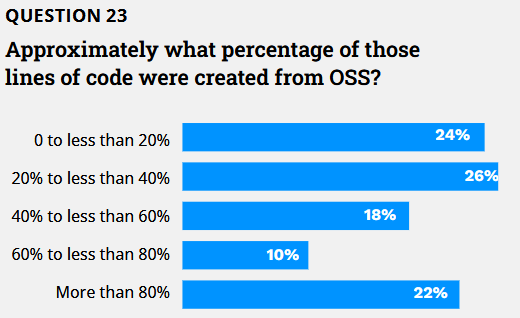 QUESTION 23
Approximately what percentage of those
lines of code were created from OSS?
0 to less than 20% 24%
20% to less than 40% 26%
40% to less than 60% 18%
60% to less than 80% 10%
More than 80% 22%